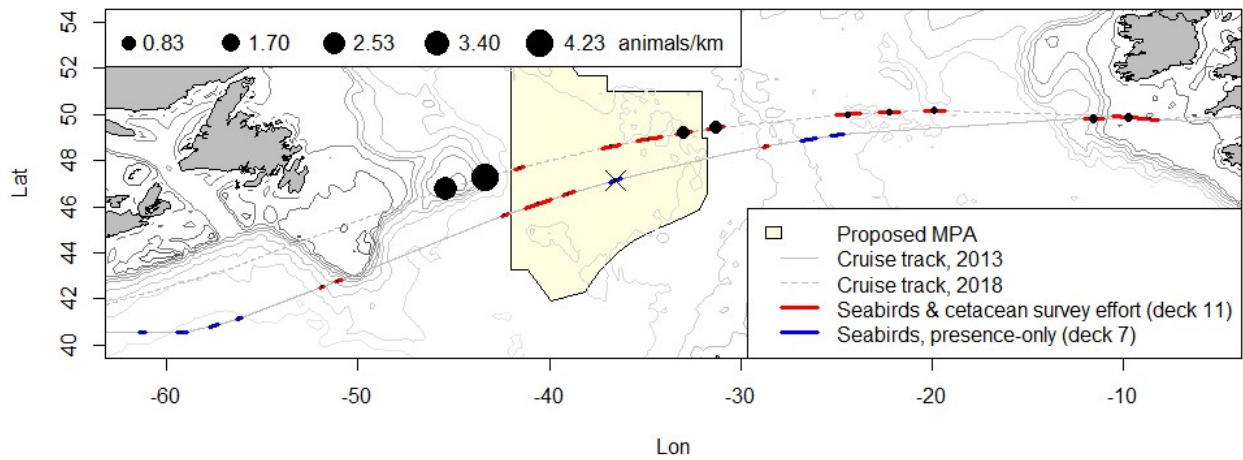 0.83 1.70 2.53 3.40 4.23 animals/km
Lat
54
52
50
48
46
44
42
40
Proposed MPA
Cruise track, 2013
Cruise track, 2018
Seabirds & cetacean survey effort (deck 11)
Seabirds, presence-only (deck 7)
-60 -50 -40 -30 -20 -10
Lon